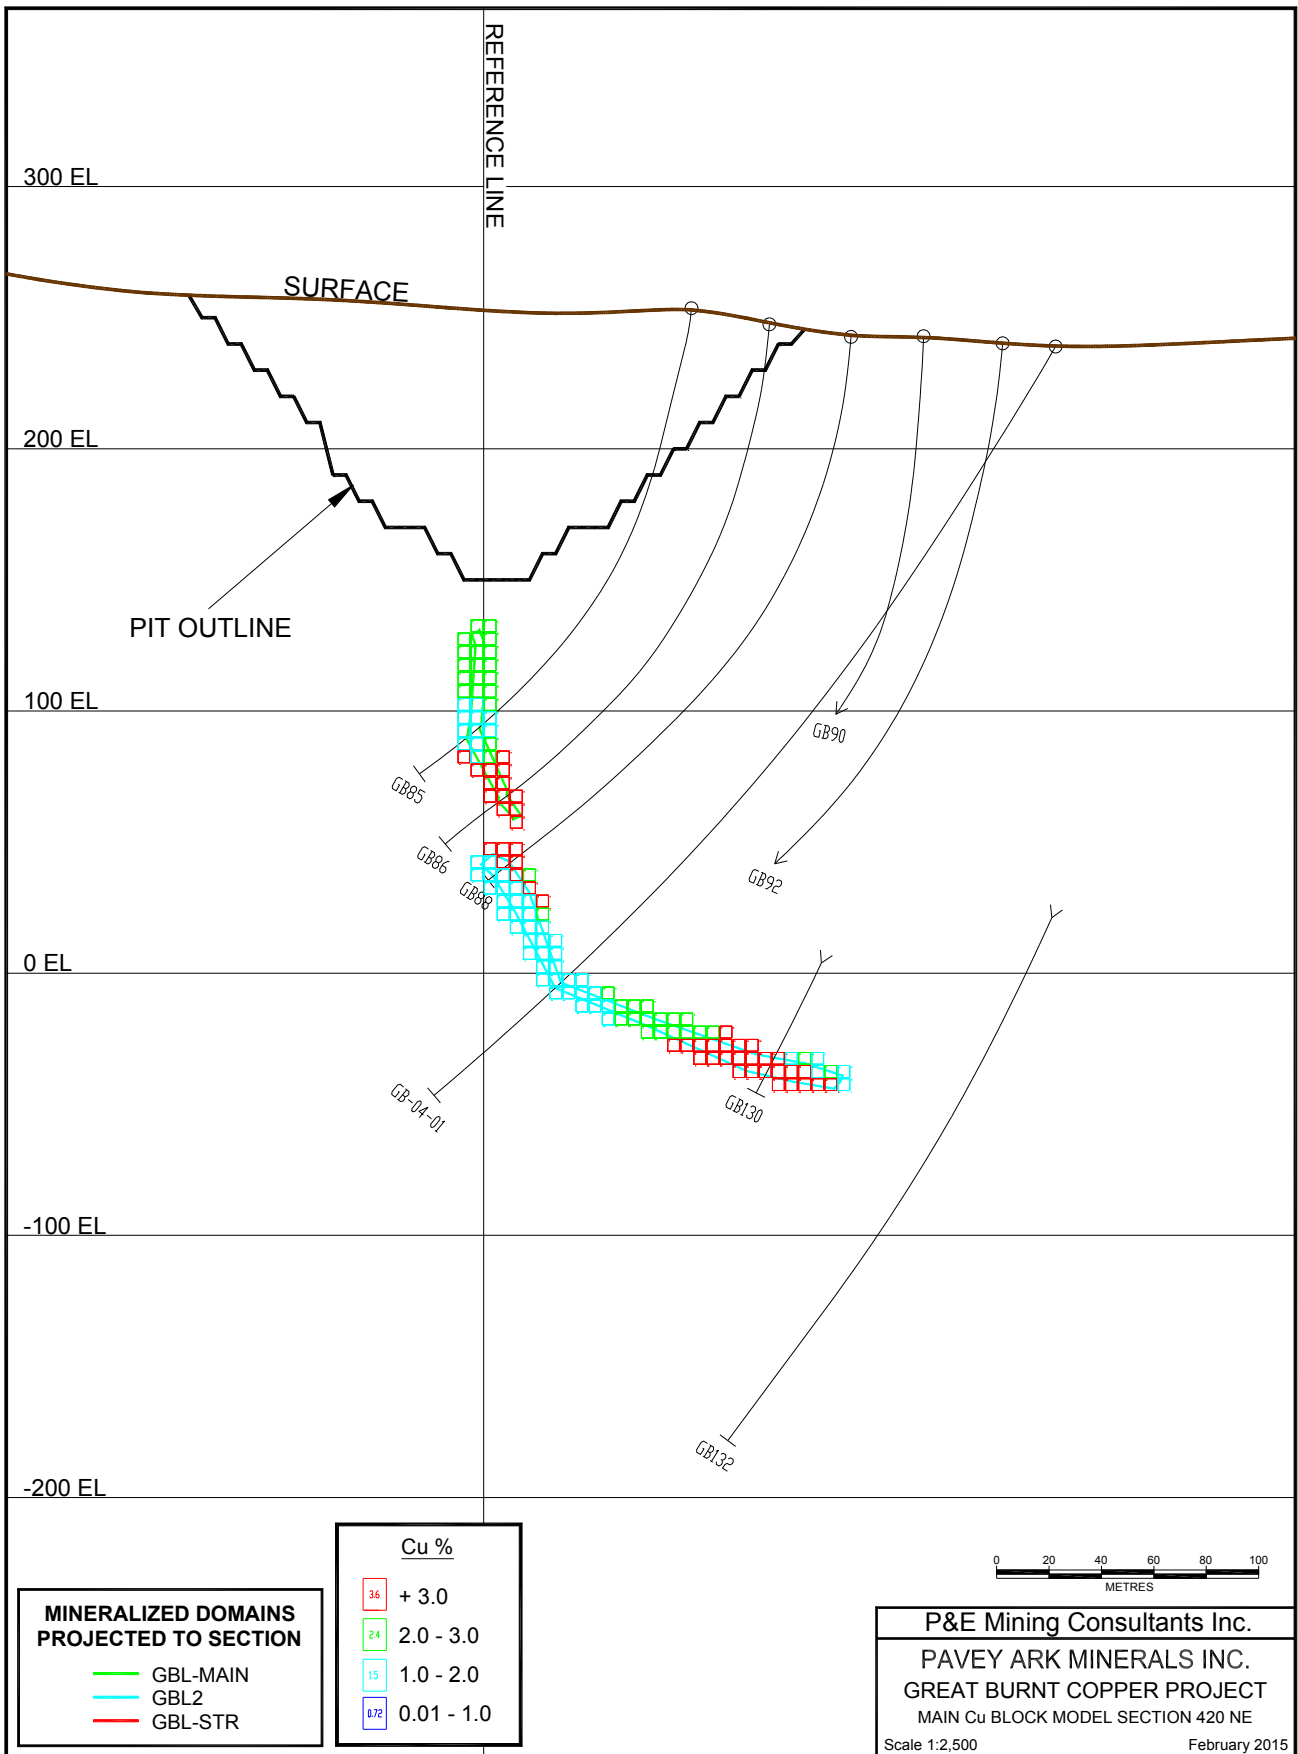 REFERENCE LINE
300 EL
SURFACE
200 EL
PIT OUTLINE
100 EL
GB90
GB85
GB86
GB92
GB88
0 EL
GB-04-01
GB130
-100 EL
GB132
-200 EL
Cu %
3.6 + 3.0
2.4 2.0 - 3.0
1.5 1.0 - 2.0
0.72 0.01 - 1.0
MINERALIZED DOMAINS
PROJECTED TO SECTION
GBL-MAIN
GBL2
GBL-STR
0 20 40 60 80 100
METRES
P&E Mining Consultants Inc.
PAVEY ARK MINERALS INC.
GREAT BURNT COPPER PROJECT
MAIN Cu BLOCK MODEL SECTION 420 NE
Scale 1:2,500 February 2015